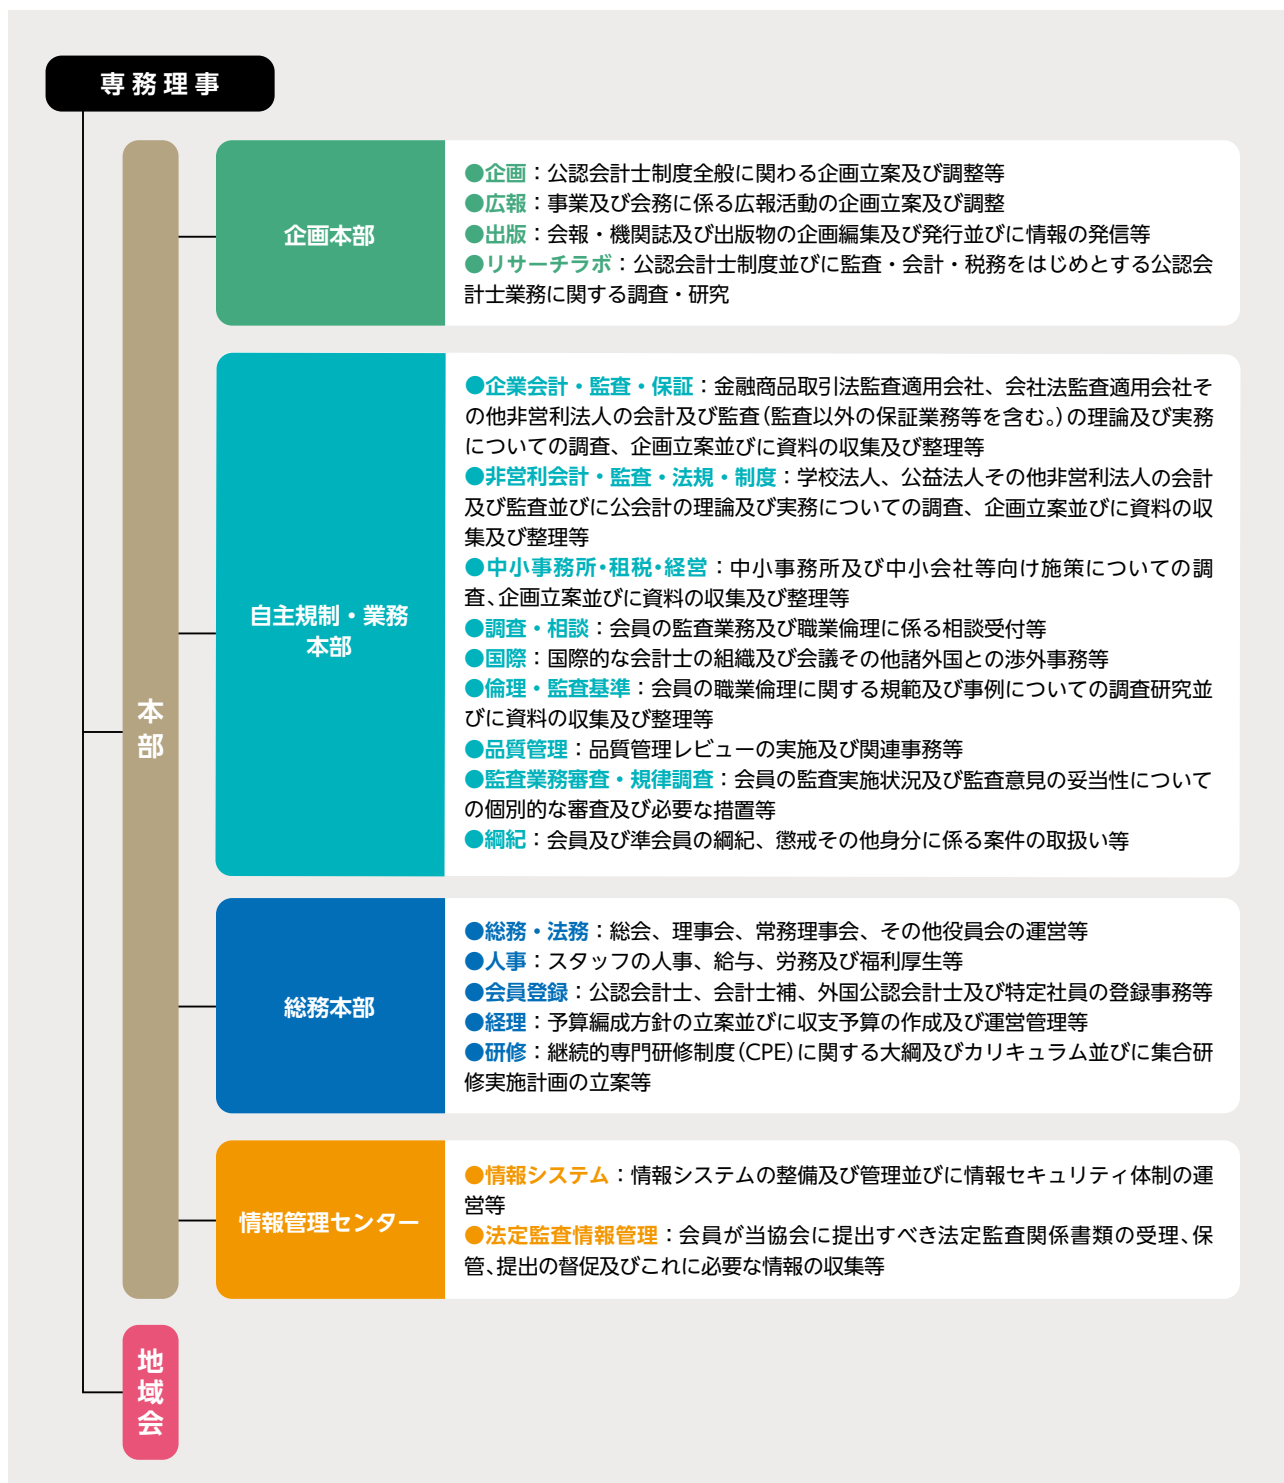 専務理事
本部
企画本部
●企画：公認会計士制度全般に関わる企画立案及び調整等
●広報：事業及び会務に係る広報活動の企画立案及び調整
●出版：会報・機関誌及び出版物の企画編集及び発行並びに情報の発信等
●リサーチラボ：公認会計士制度並びに監査・会計・税務をはじめとする公認会
計士業務に関する調査・研究
自主規制・業務
本部
●企業会計・監査・保証：金融商品取引法監査適用会社、会社法監査適用会社そ
の他非営利法人の会計及び監査（監査以外の保証業務等を含む。）の理論及び実務
についての調査、企画立案並びに資料の収集及び整理等
●非営利会計・監査・法規・制度：学校法人、公益法人その他非営利法人の会計
及び監査並びに公会計の理論及び実務についての調査、企画立案並びに資料の収
集及び整理等
●中小事務所・租税・経営：中小事務所及び中小会社等向け施策についての調
査、企画立案並びに資料の収集及び整理等
●調査・相談：会員の監査業務及び職業倫理に係る相談受付等
●国際：国際的な会計士の組織及び会議その他諸外国との渉外事務等
●倫理・監査基準：会員の職業倫理に関する規範及び事例についての調査研究並
びに資料の収集及び整理等
●品質管理：品質管理レビューの実施及び関連事務等
●監査業務審査・規律調査：会員の監査実施状況及び監査意見の妥当性について
の個別的な審査及び必要な措置等
●綱紀：会員及び準会員の綱紀、懲戒その他身分に係る案件の取扱い等
総務本部
●総務・法務：総会、理事会、常務理事会、その他役員会の運営等
●人事：スタッフの人事、給与、労務及び福利厚生等
●会員登録：公認会計士、会計士補、外国公認会計士及び特定社員の登録事務等
●経理：予算編成方針の立案並びに収支予算の作成及び運営管理等
●研修：継続的専門研修制度（CPE）に関する大綱及びカリキュラム並びに集合研
修実施計画の立案等
情報管理センター
●情報システム：情報システムの整備及び管理並びに情報セキュリティ体制の運
営等
●法定監査情報管理：会員が当協会に提出すべき法定監査関係書類の受理、保
管、提出の督促及びこれに必要な情報の収集等
地域会